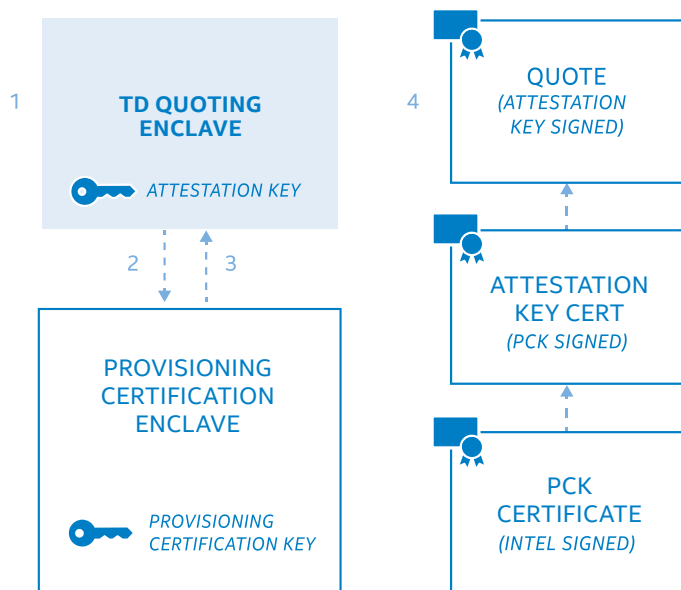 1
TD QUOTING
ENCLAVE
ATTESTATION KEY
2
3
PROVISIONING
CERTIFICATION
ENCLAVE
PROVISIONING
CERTIFICATION KEY
4
QUOTE
(ATTESTATION
KEY SIGNED)
ATTESTATION
KEY CERT
(PCK SIGNED)
PCK
CERTIFICATE
(INTEL SIGNED)